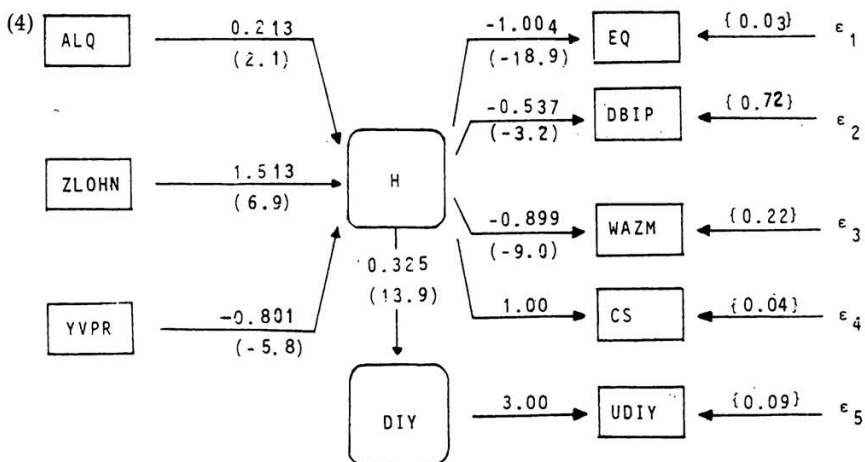 (4)
ALQ 0.213 (2.1)
-1.004 (-18.9) EQ {0.03} ε1
-0.537 (-3.2) DBIP {0.72} ε2
ZLOHN 1.513 (6.9) H
-0.899 (-9.0) WAZM {0.22} ε3
0.325 (13.9)
YVPR -0.801 (-5.8)
1.00 CS {0.04} ε4
DIY 3.00 UDIY {0.09} ε5